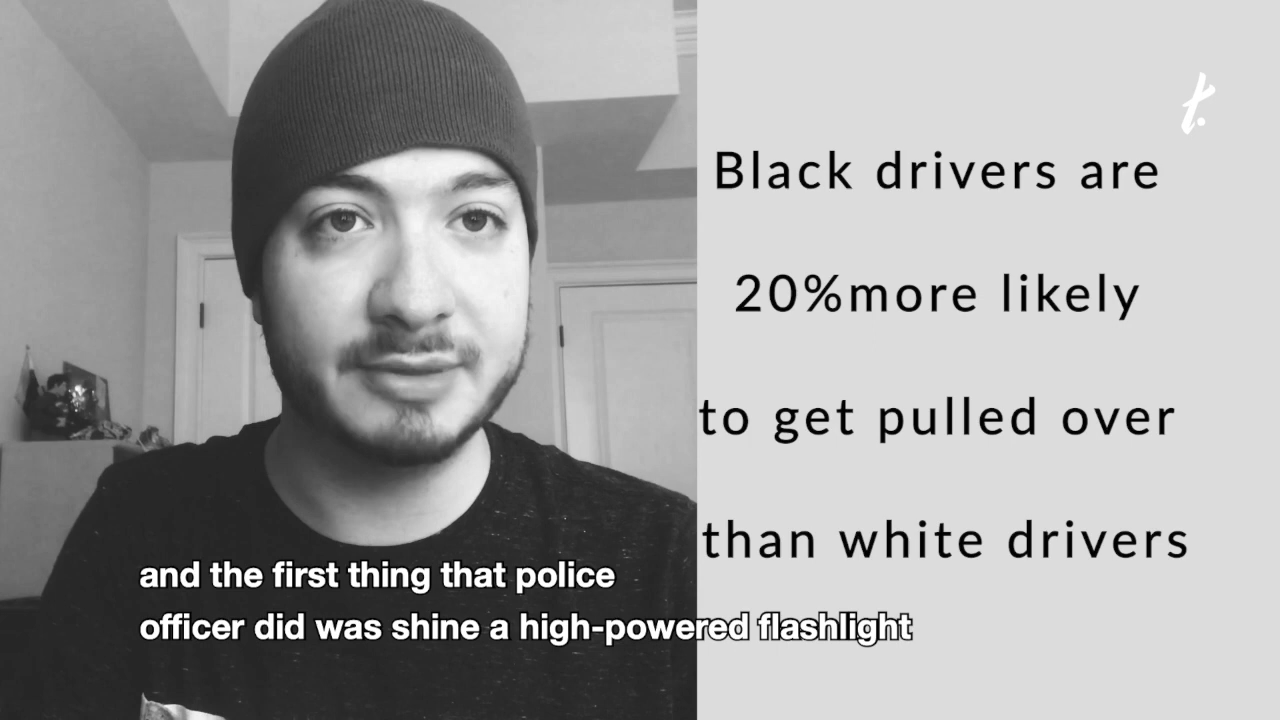 t.
Black drivers are
20%more likely
to get pulled over
than white drivers
and the first thing that police
officer did was shine a high-powered flashlight